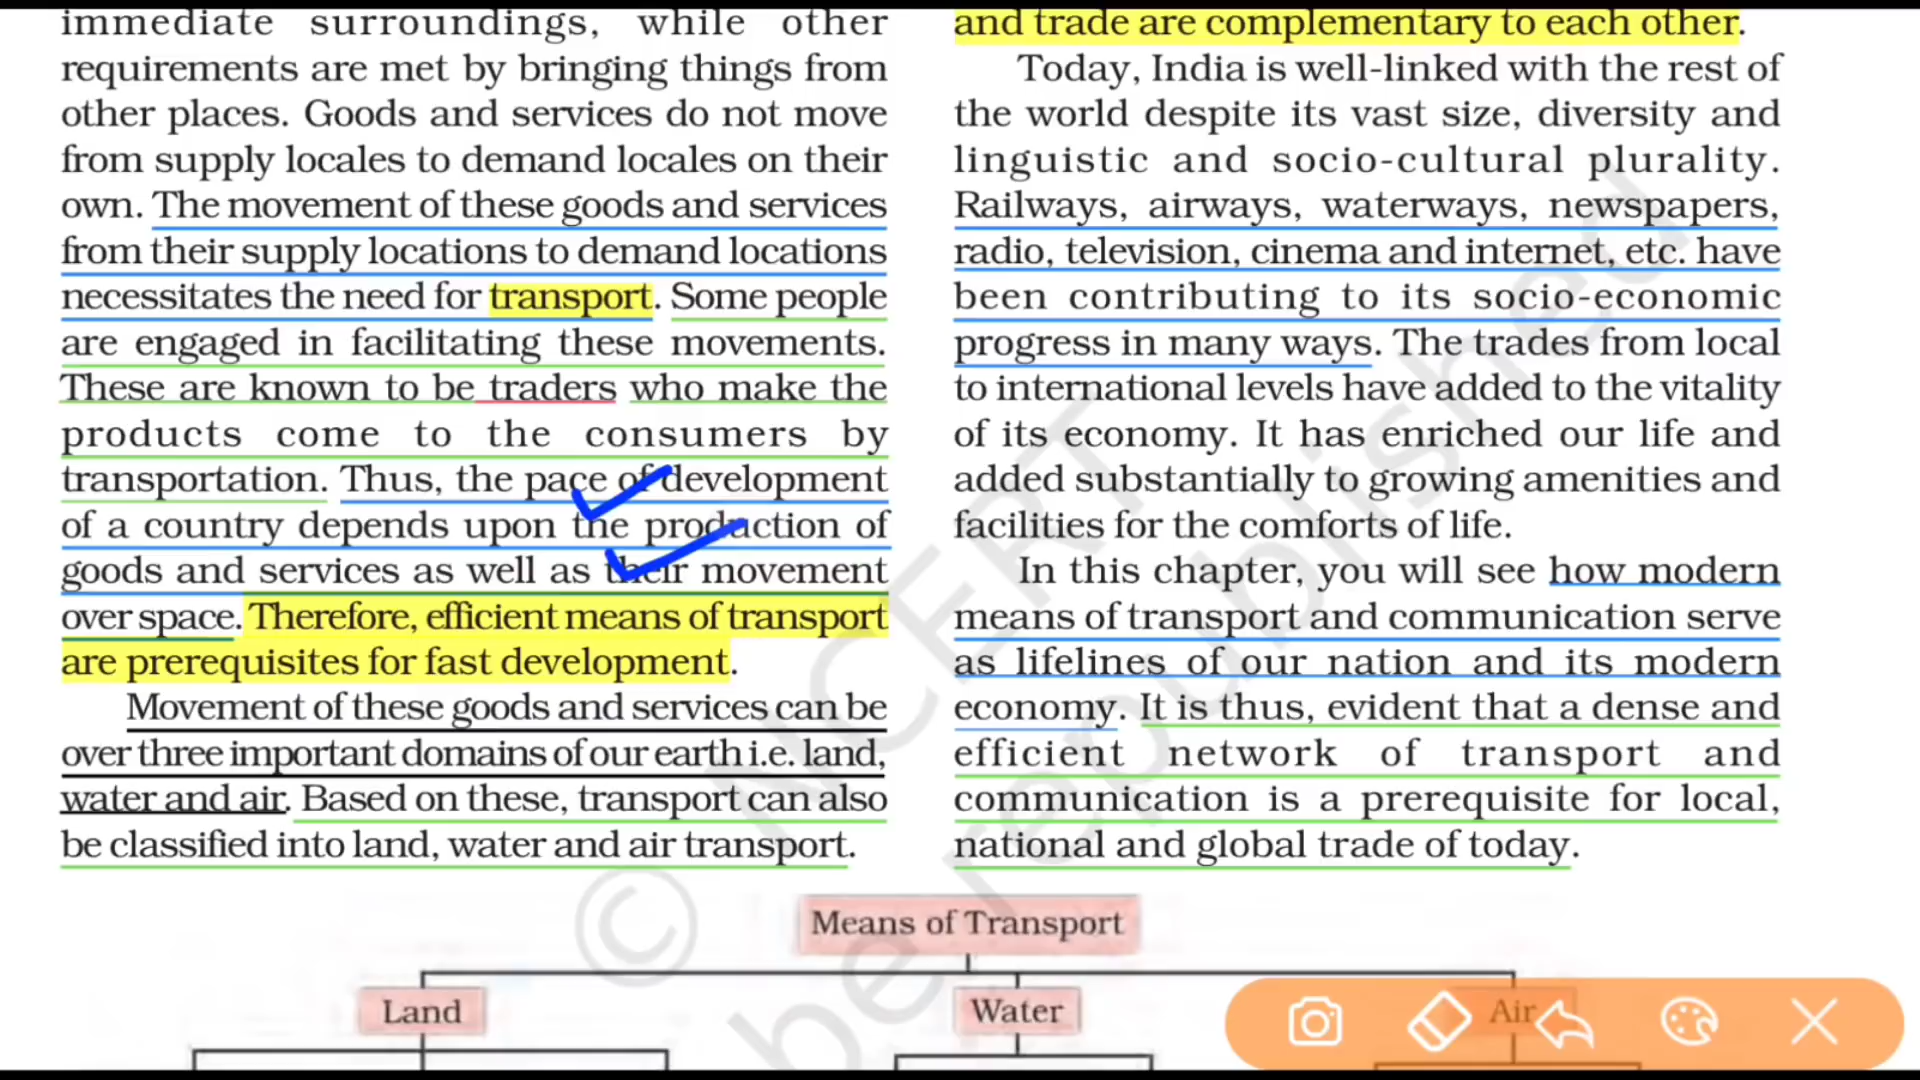 immediate surroundings, while other
requirements are met by bringing things from
other places. Goods and services do not move
from supply locales to demand locales on their
own. The movement of these goods and services
from their supply locations to demand locations
necessitates the need for transport. Some people
are engaged in facilitating these movements.
These are known to be traders who make the
products come to the consumers by
transportation. Thus, the pace of development
of a country depends upon the production of
goods and services as well as their movement
over space. Therefore, efficient means of transport
are prerequisites for fast development.
Movement of these goods and services can be
over three important domains of our earth i.e. land,
water and air. Based on these, transport can also
be classified into land, water and air transport.
and trade are complementary to each other.
Today, India is well-linked with the rest of
the world despite its vast size, diversity and
linguistic and socio-cultural plurality.
Railways, airways, waterways, newspapers,
radio, television, cinema and internet, etc. have
been contributing to its socio-economic
progress in many ways. The trades from local
to international levels have added to the vitality
of its economy. It has enriched our life and
added substantially to growing amenities and
facilities for the comforts of life.
In this chapter, you will see how modern
means of transport and communication serve
as lifelines of our nation and its modern
economy. It is thus, evident that a dense and
efficient network of transport and
communication is a prerequisite for local,
national and global trade of today.
Means of Transport
Land
Water
Air
© NCERT
be republished